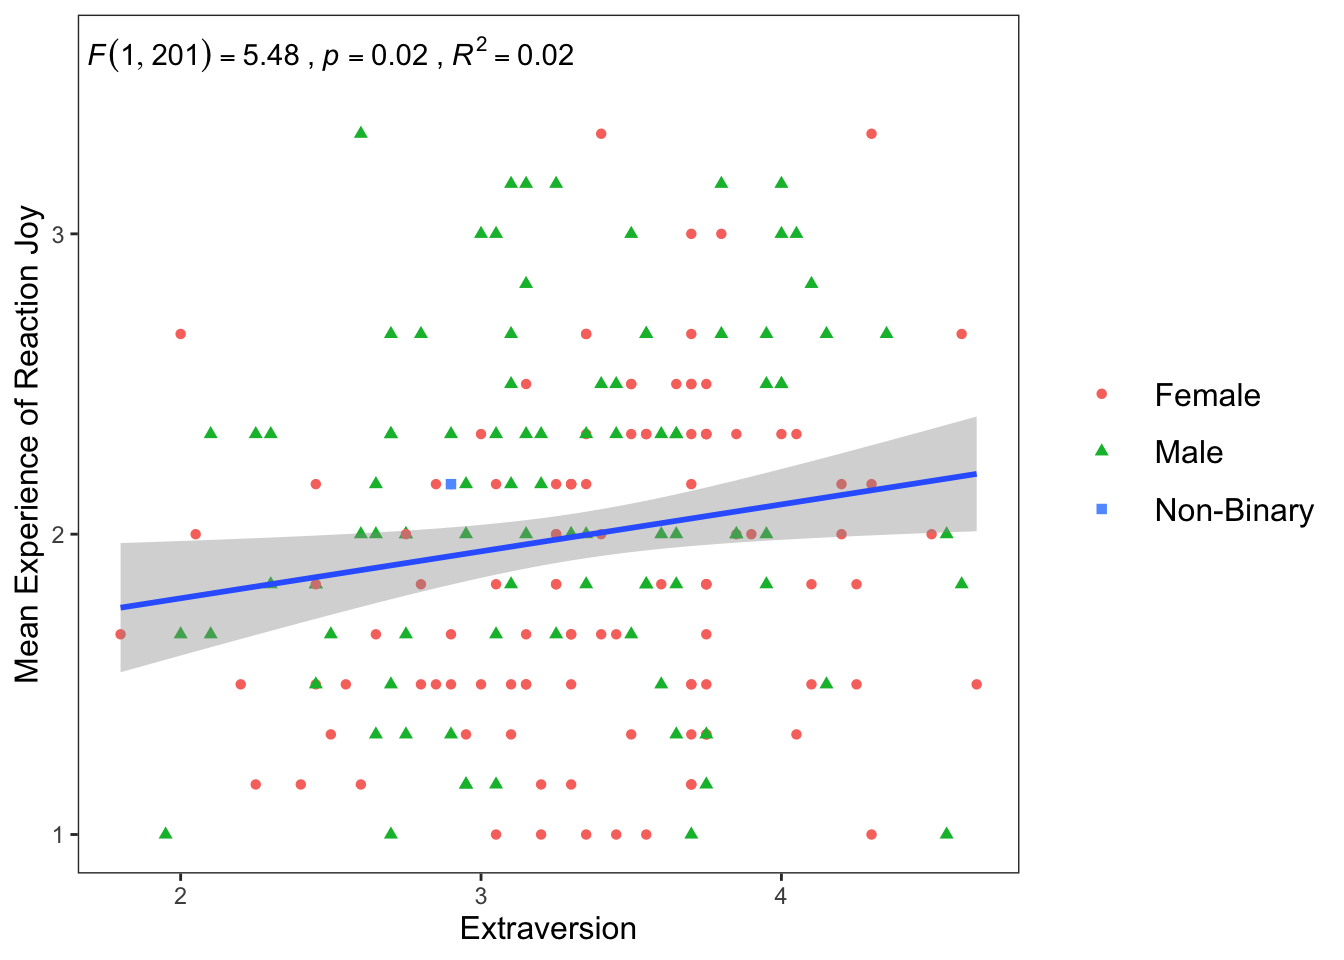 F(1, 201) = 5.48 , p = 0.02 , R² = 0.02
Mean Experience of Reaction Joy
3
2
1
2 3 4
Extraversion
Female
Male
Non-Binary